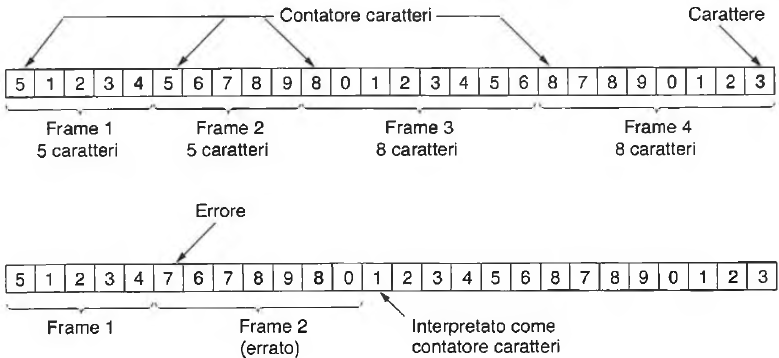 Contatore caratteri Carattere
5 1 2 3 4 5 6 7 8 9 8 0 1 2 3 4 5 6 8 7 8 9 0 1 2 3
Frame 1 Frame 2 Frame 3 Frame 4
5 caratteri 5 caratteri 8 caratteri 8 caratteri
Errore
5 1 2 3 4 7 6 7 8 9 8 0 1 2 3 4 5 6 8 7 8 9 0 1 2 3
Frame 1 Frame 2 Interpretato come
(errato) contatore caratteri